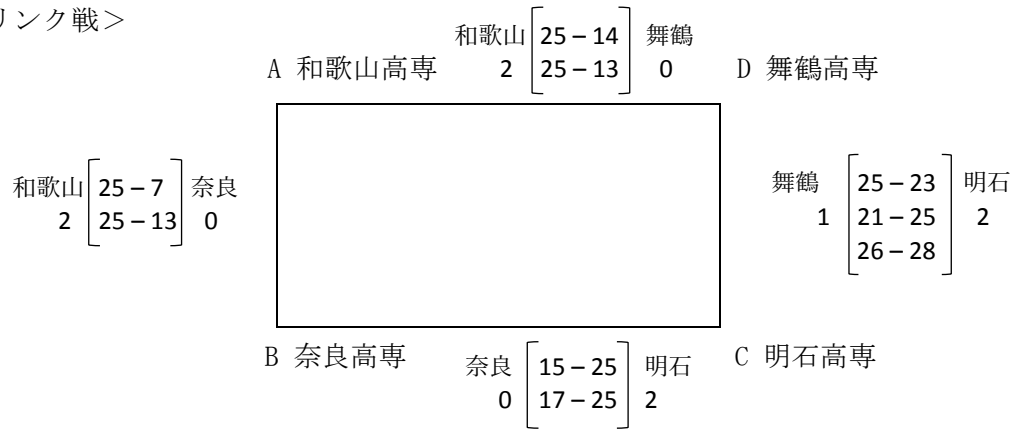 リンク戦＞
和歌山 25 – 14 舞鶴
2 25 – 13 0
A 和歌山高専
D 舞鶴高専
和歌山 25 – 7 奈良
2 25 – 13 0
舞鶴 25 – 23 明石
1 21 – 25 2
26 – 28
B 奈良高専
C 明石高専
奈良 15 – 25 明石
0 17 – 25 2